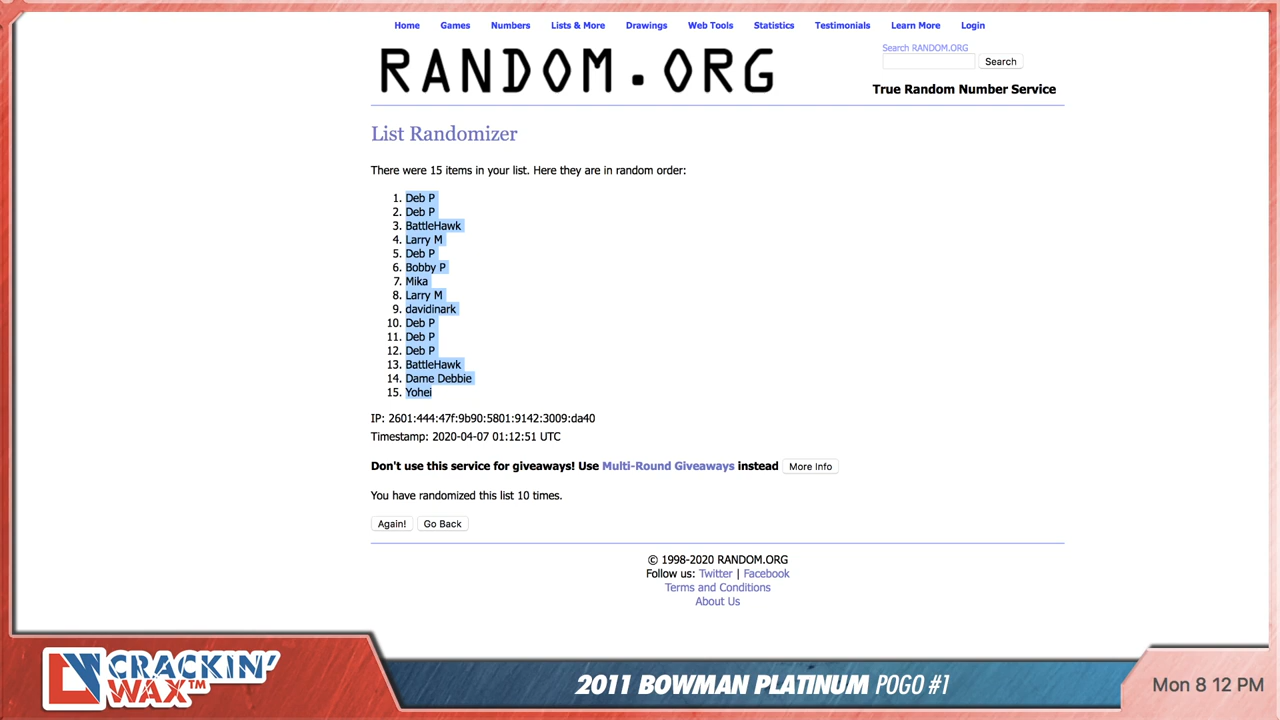 Home Games Numbers Lists & More Drawings Web Tools Statistics Testimonials Learn More Login
RANDOM.ORG
Search RANDOM.ORG
Search
True Random Number Service
List Randomizer
There were 15 items in your list. Here they are in random order:
1. Deb P
2. Deb P
3. BattleHawk
4. Larry M
5. Deb P
6. Bobby P
7. Mika
8. Larry M
9. davidinark
10. Deb P
11. Deb P
12. Deb P
13. BattleHawk
14. Dame Debbie
15. Yohei
IP: 2601:444:47f:9b90:5801:9142:3009:da40
Timestamp: 2020-04-07 01:12:51 UTC
Don't use this service for giveaways! Use Multi-Round Giveaways instead More Info
You have randomized this list 10 times.
Again! Go Back
© 1998-2020 RANDOM.ORG
Follow us: Twitter | Facebook
Terms and Conditions
About Us
CRACKIN'
WAX™
2011 BOWMAN PLATINUM POGO #1
Mon 8 12 PM